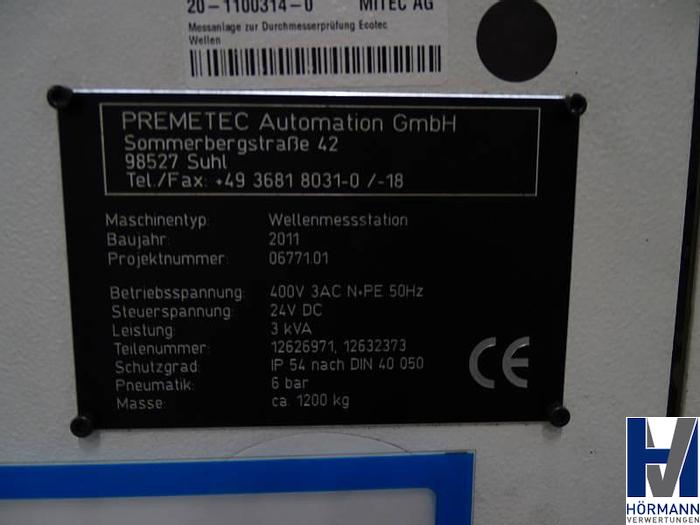 20-1100314-0 MITEC AG
Messanlage zur Durchmesserprüfung Ecotec
Wellen
PREMETEC Automation GmbH
Sommerbergstraße 42
98527 Suhl
Tel./Fax: +49 3681 8031-0 /-18
Maschinentyp: Wellenmessstation
Baujahr: 2011
Projektnummer: 06771.01
Betriebsspannung: 400V 3AC N+PE 50Hz
Steuerspannung: 24V DC
Leistung: 3 kVA
Teilenummer: 12626971, 12632373
Schutzgrad: IP 54 nach DIN 40 050
Pneumatik: 6 bar
Masse: ca. 1200 kg
CE
HÖRMANN
VERWERTUNGEN